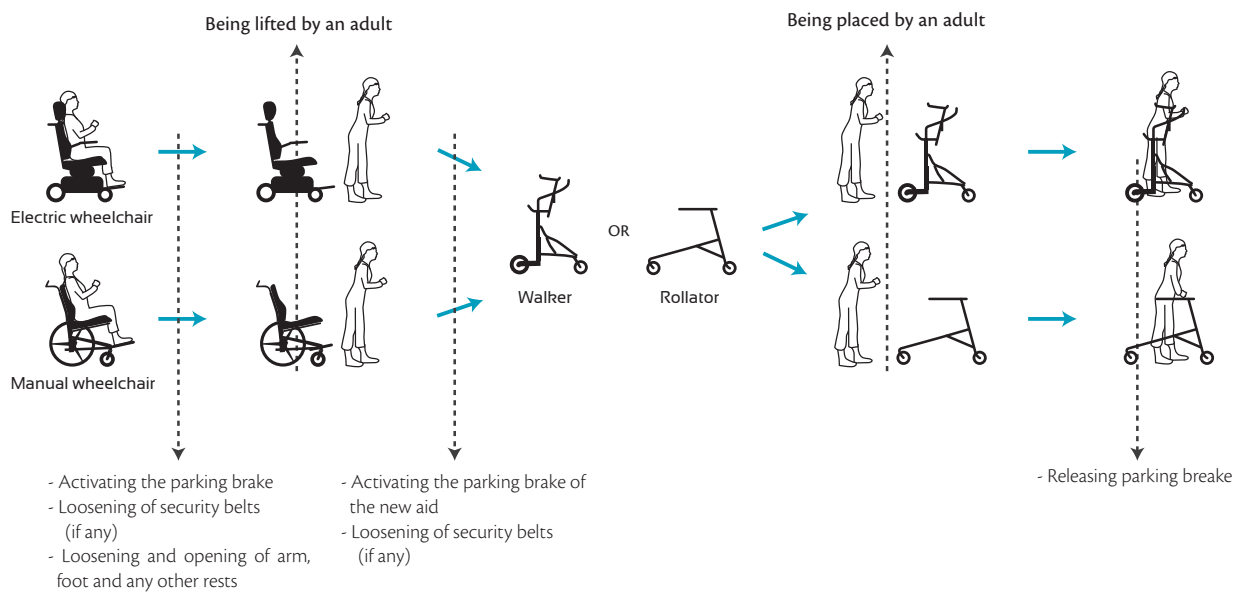 Being lifted by an adult
Being placed by an adult
Electric wheelchair
OR
Walker
Rollator
Manual wheelchair
- Activating the parking brake
- Loosening of security belts
(if any)
- Loosening and opening of arm,
foot and any other rests
- Activating the parking brake of
the new aid
- Loosening of security belts
(if any)
- Releasing parking breake